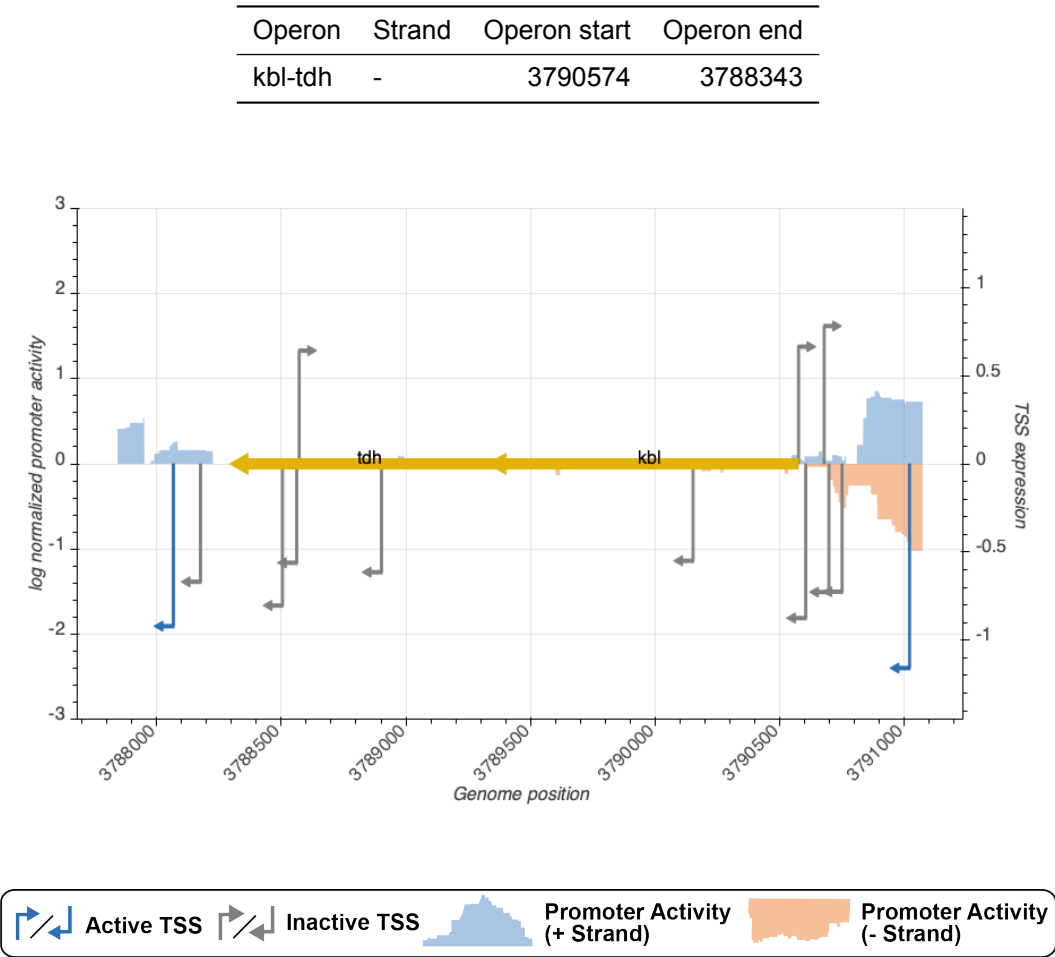 Operon Strand Operon start Operon end
kbl-tdh - 3790574 3788343
3
2
1
0
-1
-2
-3
log normalized promoter activity
1
0.5
0
-0.5
-1
TSS expression
tdh
kbl
3788000
3788500
3789000
3789500
3790000
3790500
3791000
Genome position
Active TSS
Inactive TSS
Promoter Activity
(+ Strand)
Promoter Activity
(- Strand)